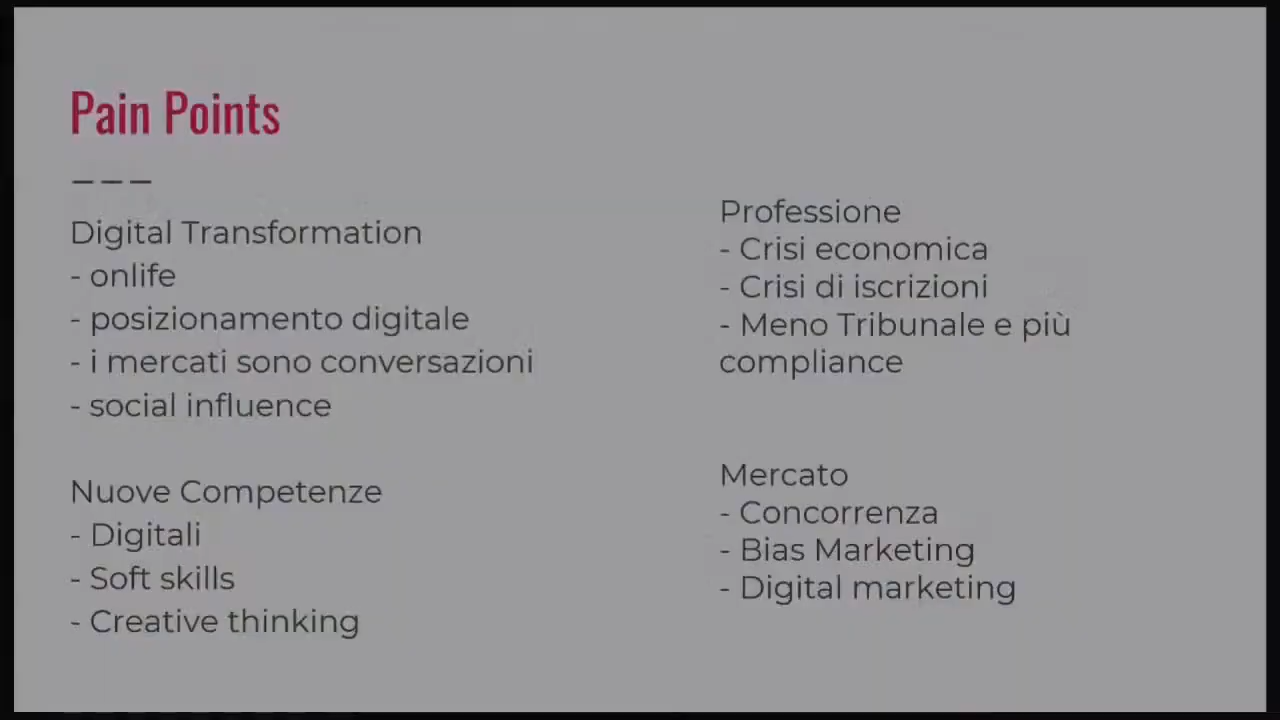 Pain Points
Digital Transformation
- onlife
- posizionamento digitale
- i mercati sono conversazioni
- social influence
Nuove Competenze
- Digitali
- Soft skills
- Creative thinking
Professione
- Crisi economica
- Crisi di iscrizioni
- Meno Tribunale e più
compliance
Mercato
- Concorrenza
- Bias Marketing
- Digital marketing